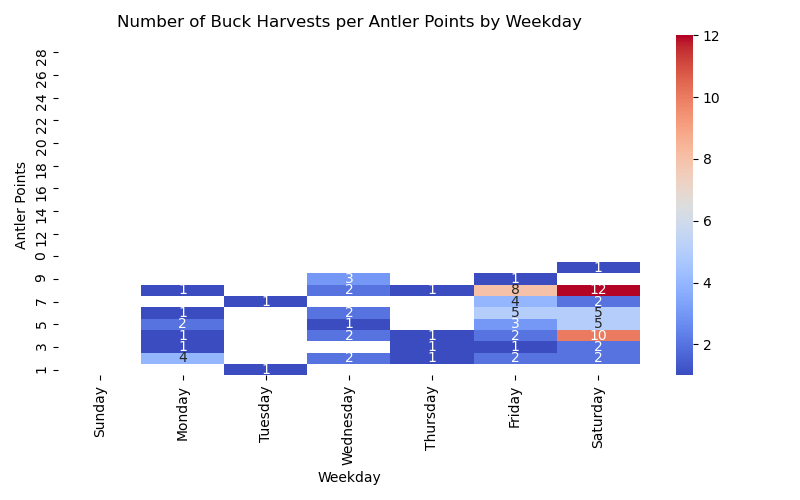 Number of Buck Harvests per Antler Points by Weekday
Antler Points
28
26
24
22
20
18
16
14
12
0
1
9 3 1
1 2 1 8 12
7 1 4 2
1 2 5 5
5 2 1 3 5
1 1 2 10
3 1 1 1 2
4 2 1 2 2
1 1
Sunday
Monday
Tuesday
Wednesday
Thursday
Friday
Saturday
Weekday
12
10
8
6
4
2